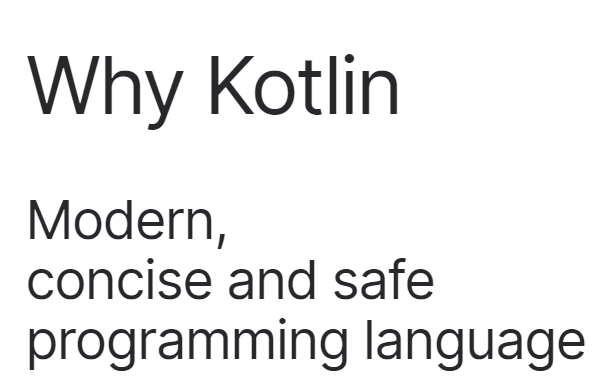 Why Kotlin
Modern,
concise and safe
programming language